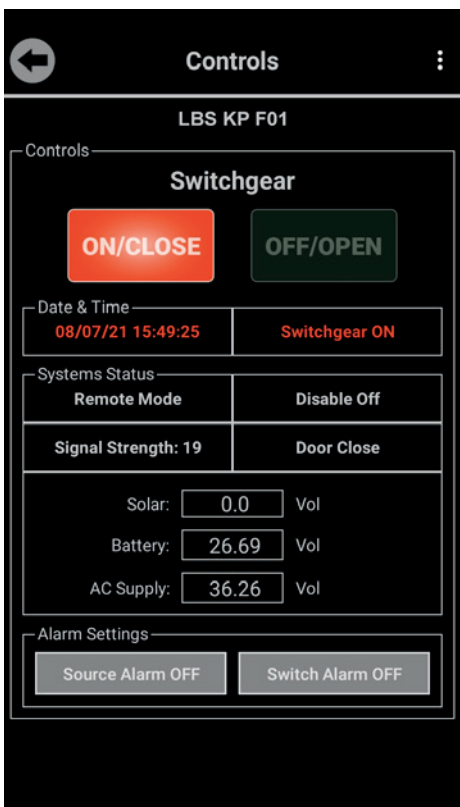 Controls
LBS KP F01
Controls
Switchgear
ON/CLOSE OFF/OPEN
Date & Time
08/07/21 15:49:25 Switchgear ON
Systems Status
Remote Mode Disable Off
Signal Strength: 19 Door Close
Solar: 0.0 Vol
Battery: 26.69 Vol
AC Supply: 36.26 Vol
Alarm Settings
Source Alarm OFF Switch Alarm OFF